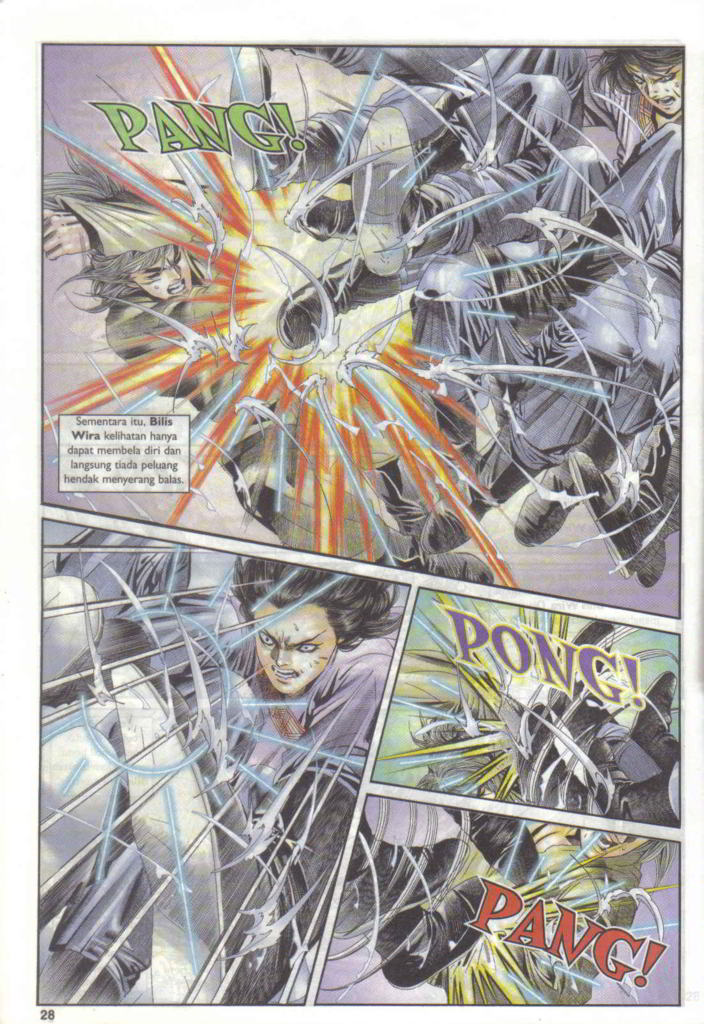 PANG!
Sementara itu, Bilis
Wira kelihatan hanya
dapat membela diri dan
langsung tiada peluang
hendak menyerang balas.
PONG!
PANG!
28